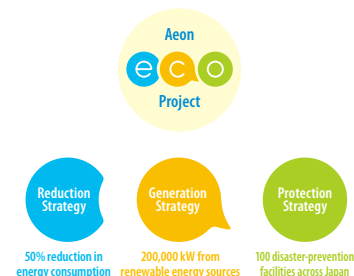 Aeon
eco
Project
Reduction
Strategy
Generation
Strategy
Protection
Strategy
50% reduction in
energy consumption
200,000 kW from
renewable energy sources
100 disaster-prevention
facilities across Japan